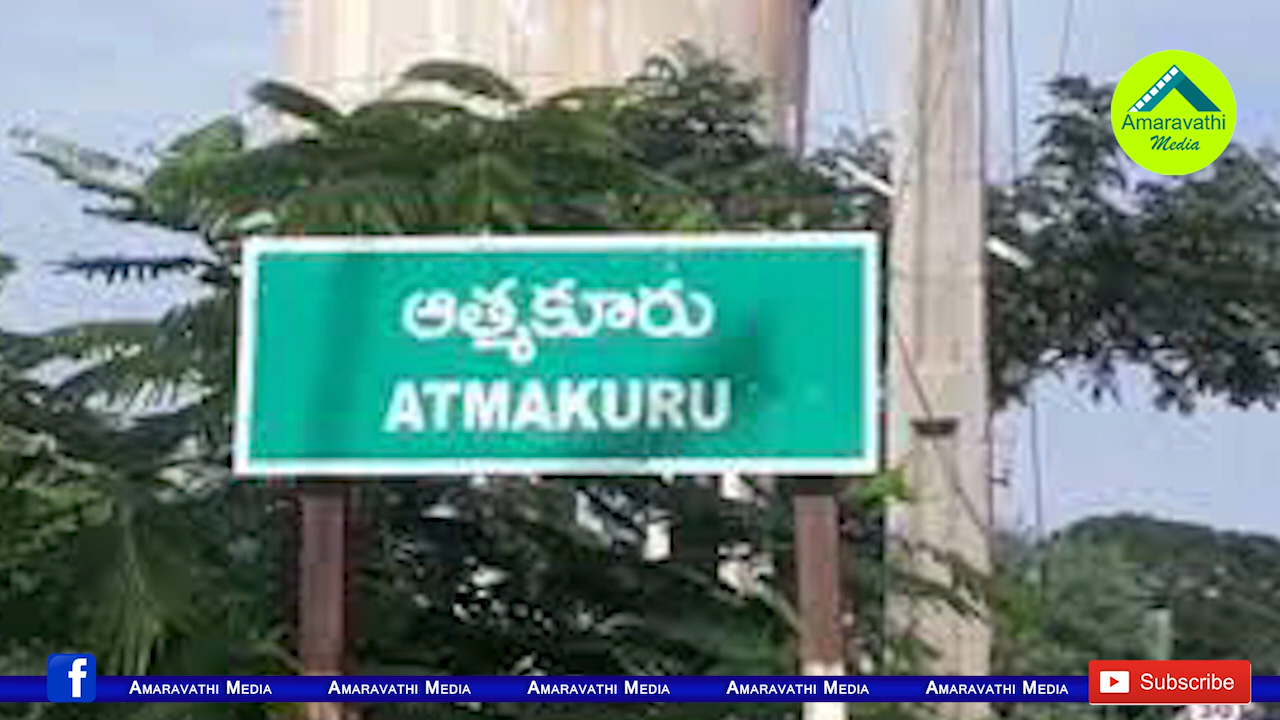 Amaravathi
Media
ఆత్మకూరు
ATMAKURU
f
Amaravathi Media Amaravathi Media Amaravathi Media Amaravathi Media Amaravathi Media
Subscribe